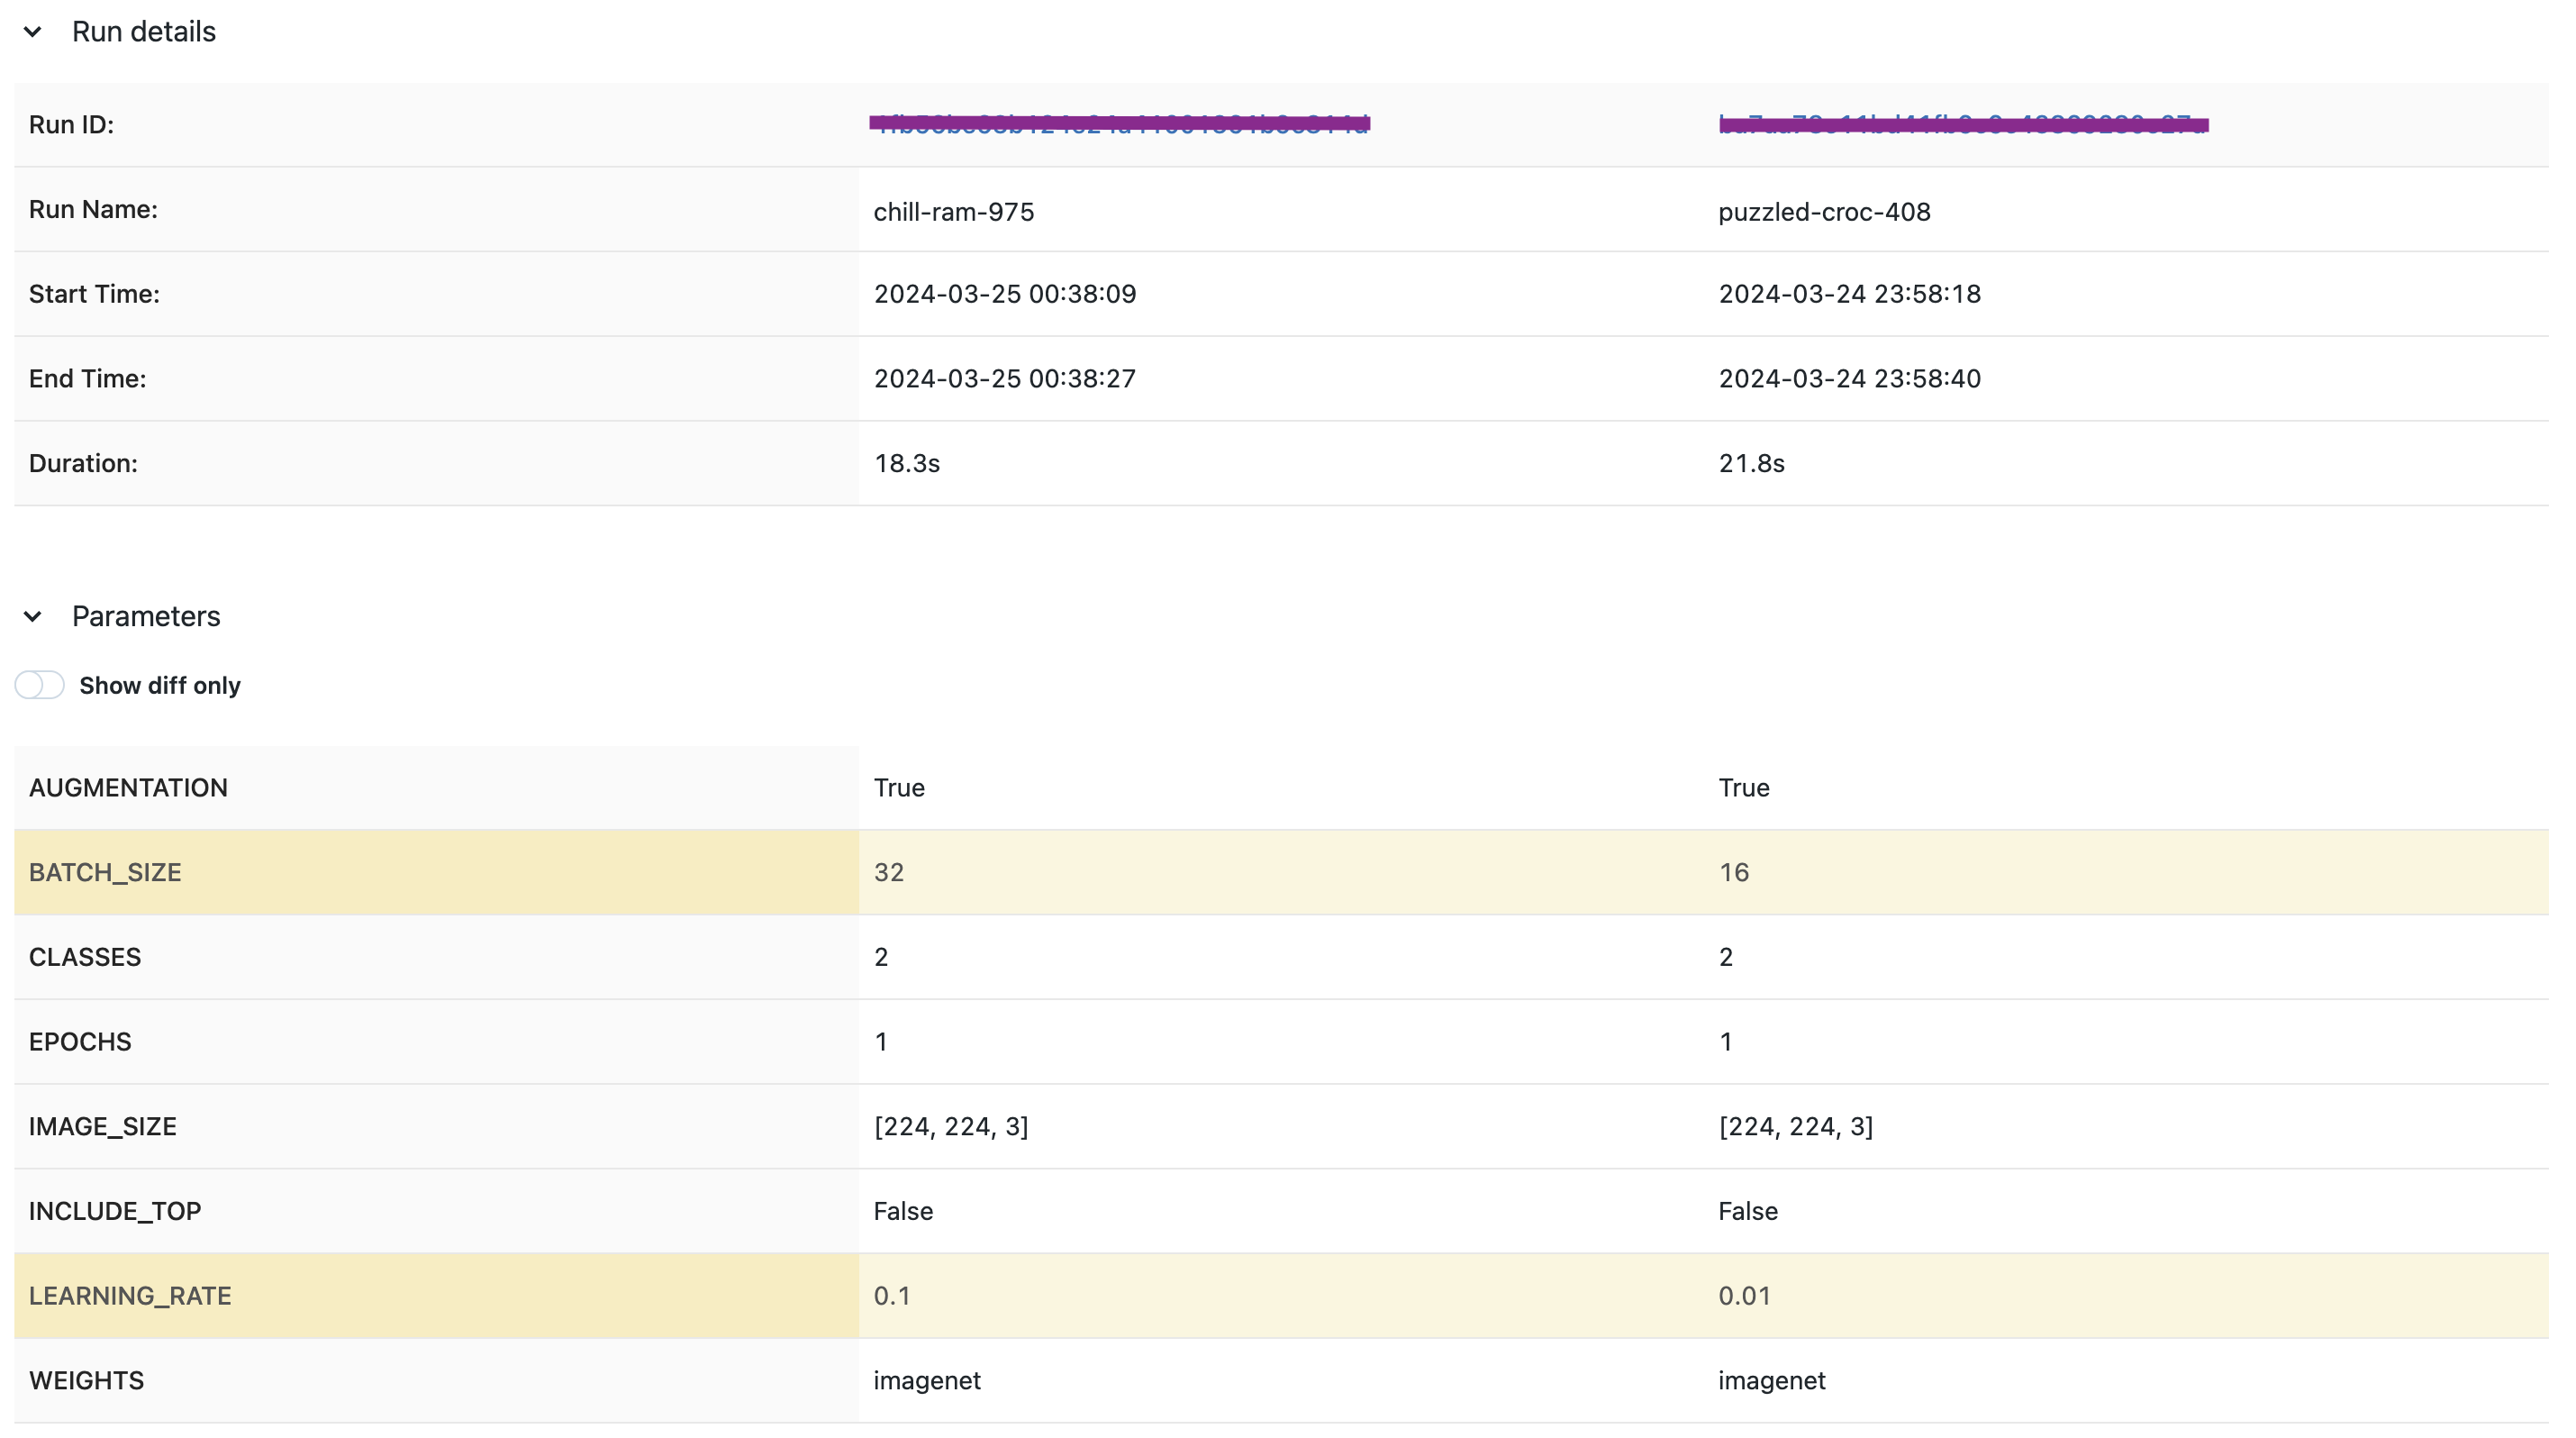 Run details
Run ID:
Run Name: chill-ram-975 puzzled-croc-408
Start Time: 2024-03-25 00:38:09 2024-03-24 23:58:18
End Time: 2024-03-25 00:38:27 2024-03-24 23:58:40
Duration: 18.3s 21.8s
Parameters
Show diff only
AUGMENTATION True True
BATCH_SIZE 32 16
CLASSES 2 2
EPOCHS 1 1
IMAGE_SIZE [224, 224, 3] [224, 224, 3]
INCLUDE_TOP False False
LEARNING_RATE 0.1 0.01
WEIGHTS imagenet imagenet